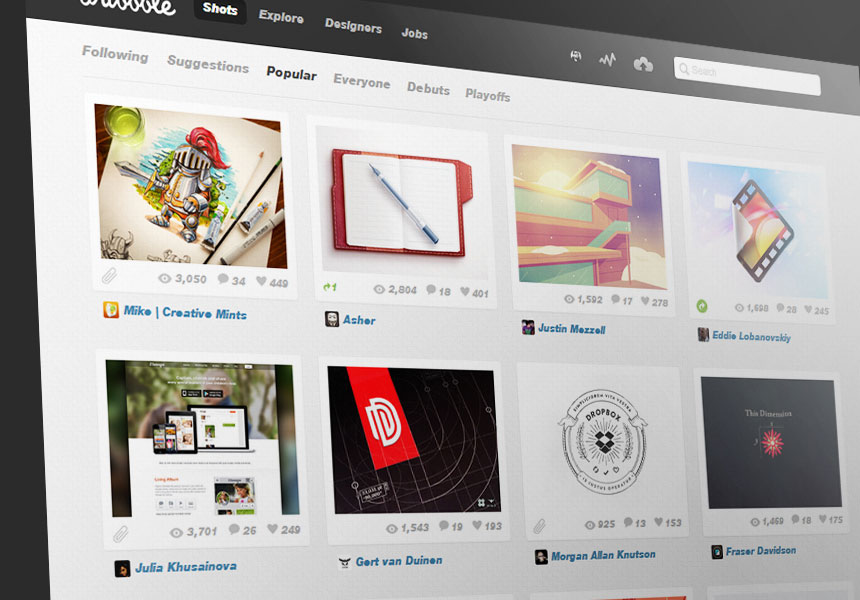 dribbble
Shots Explore Designers Jobs
Search
Following Suggestions Popular Everyone Debuts Playoffs
3,050 34 449
1 2,804 18 401
1,592 17 278
1,698 28 245
Mike | Creative Mints
Asher
Justin Mezzell
Eddie Lobanovskiy
DROPBOX
This Dimension
3,701 26 249
1,543 19 193
925 13 153
1,469 18 175
Julia Khusainova
Gert van Duinen
Morgan Allan Knutson
Fraser Davidson